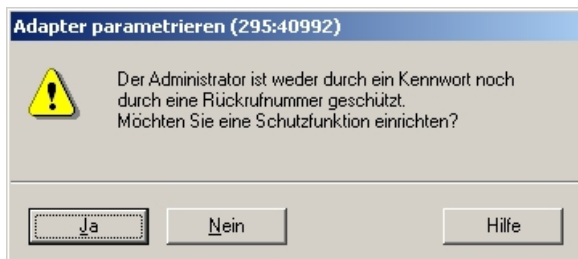 Adapter parametrieren (295:40992)
Der Administrator ist weder durch ein Kennwort noch
durch eine Rückrufnummer geschützt.
Möchten Sie eine Schutzfunktion einrichten?
Ja
Nein
Hilfe